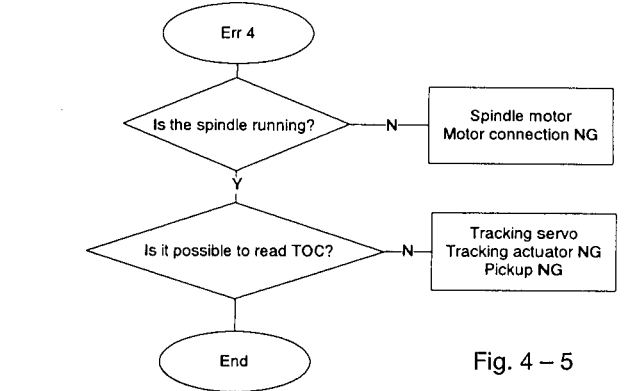 Err 4
Is the spindle running?
N
Spindle motor
Motor connection NG
Y
Is it possible to read TOC?
N
Tracking servo
Tracking actuator NG
Pickup NG
End
Fig. 4 – 5